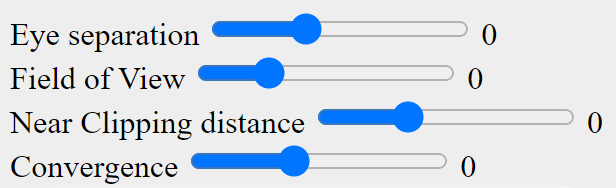 Eye separation 0
Field of View 0
Near Clipping distance 0
Convergence 0